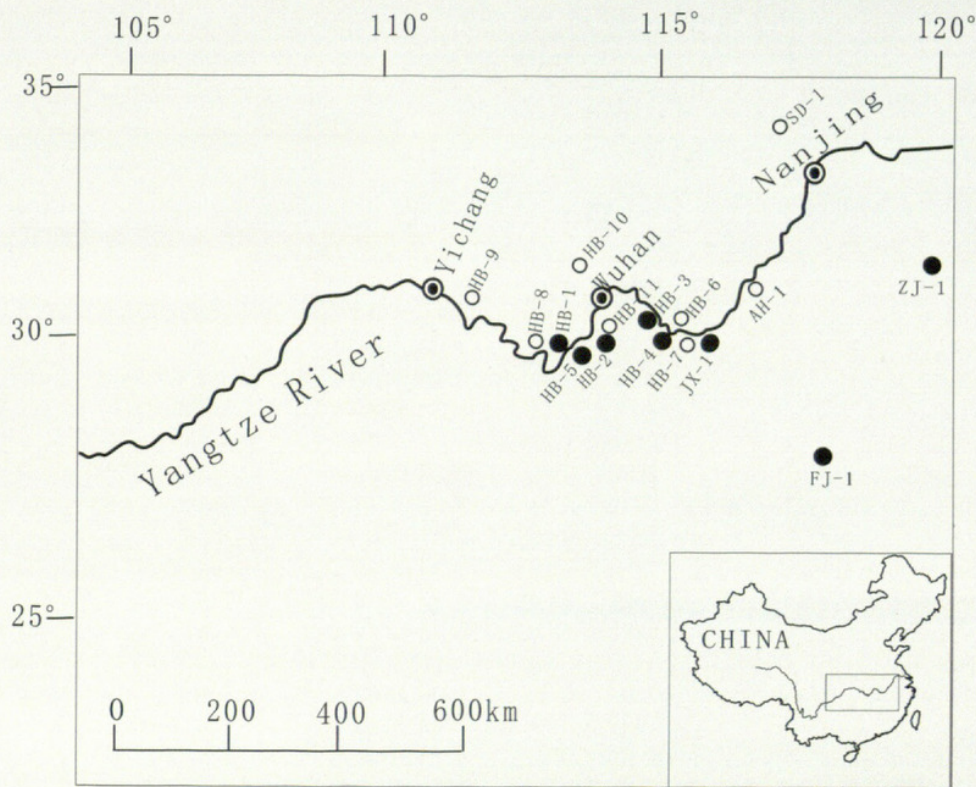 105° 110° 115° 120°
35°
SD-1
Nanjing
Yichang
HB-10
HB-9
Wuhan
HB-8
HB-1
HB-11
HB-3
HB-6
AH-1
ZJ-1
30°
HB-5
HB-2
HB-4
HB-7
JX-1
Yangtze River
FJ-1
25°
CHINA
0 200 400 600km